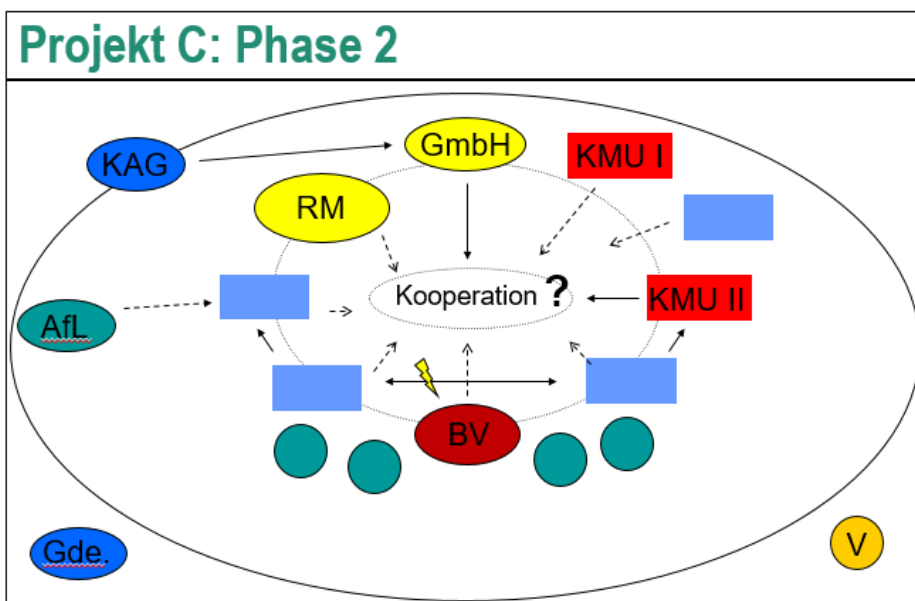 Projekt C: Phase 2
KAG
GmbH
KMU I
RM
Kooperation ?
KMU II
AfL
BV
Gde.
V